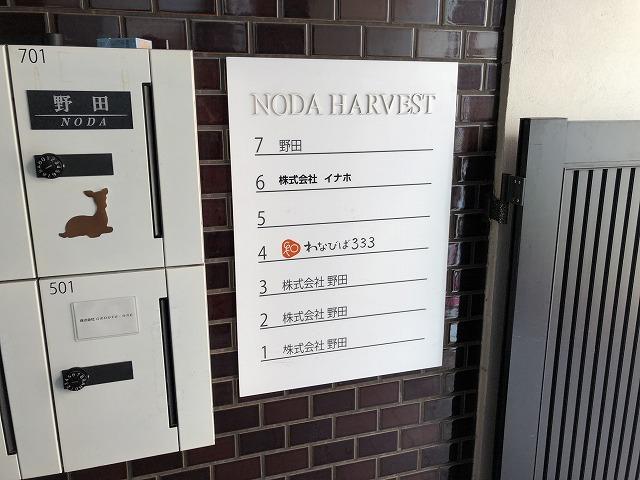 701
野田
NODA
501
NODA HARVEST
7 野田
6 株式会社 イナホ
5
4 和 わなびば333
3 株式会社 野田
2 株式会社 野田
1 株式会社 野田